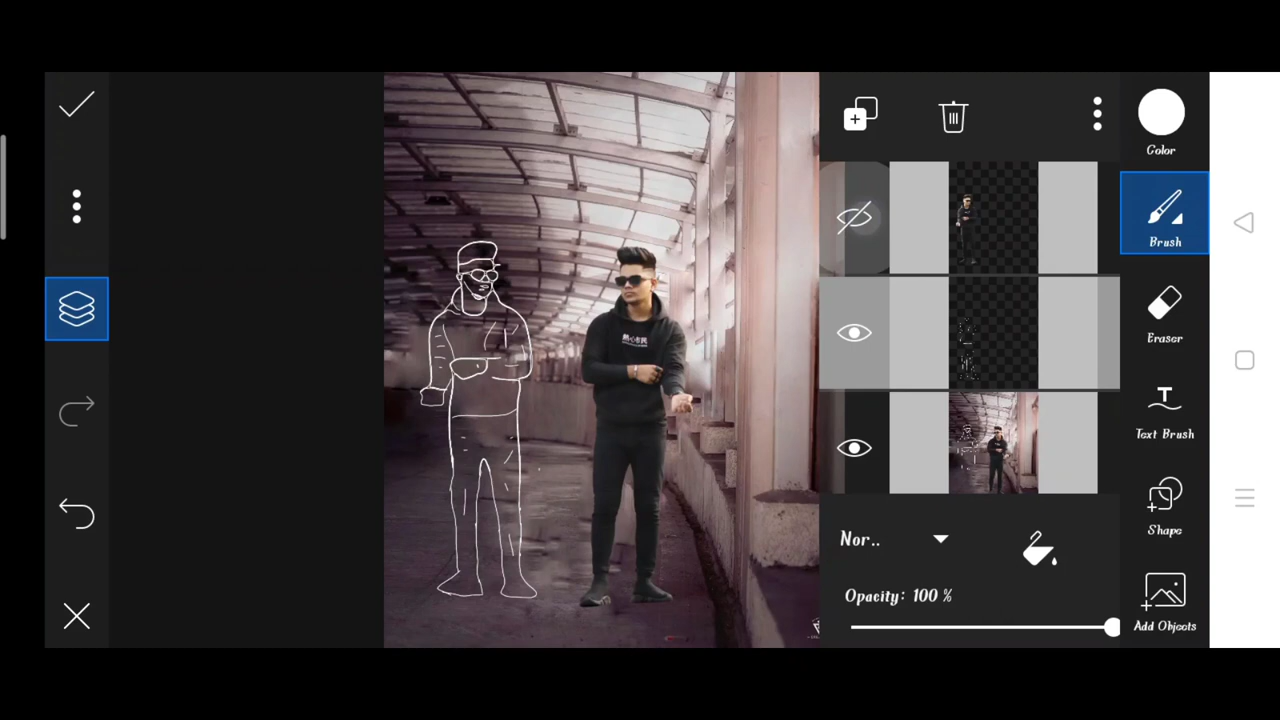 Color
Brush
Eraser
Text Brush
Shape
Nor..
Opacity: 100 %
Add Objects